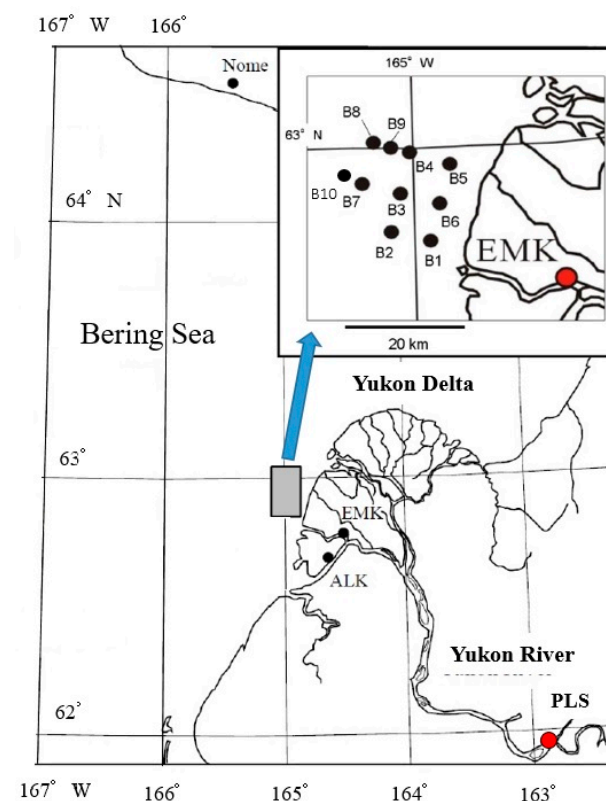 167° W 166°
Nome
165° W
63° N
B8
B9
B4
B5
B10
B7
B3
B6
B2
B1
EMK
20 km
64° N
Bering Sea
Yukon Delta
63°
EMK
ALK
Yukon River
PLS
62°
167° W 166° 165° 164° 163°